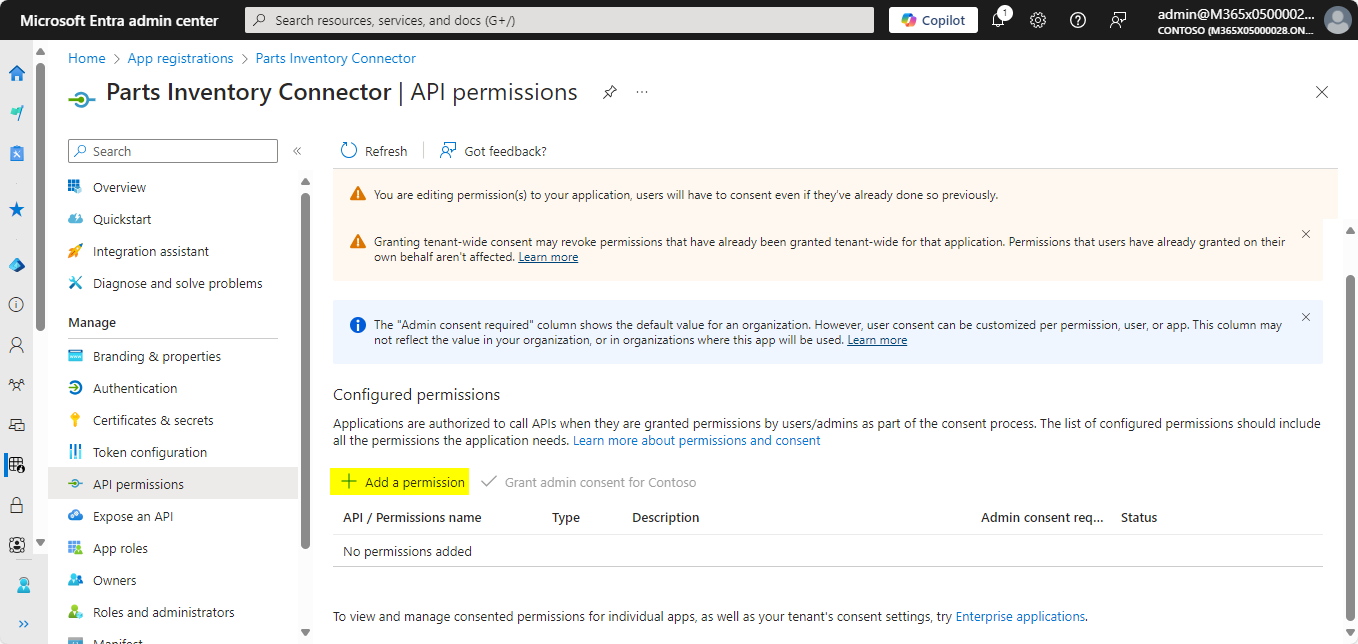 Microsoft Entra admin center
Search resources, services, and docs (G+/)
Copilot
1
admin@M365x0500002...
CONTOSO (M365X05000028.ON...
Home > App registrations > Parts Inventory Connector
Parts Inventory Connector | API permissions
Search
Refresh
Got feedback?
Overview
Quickstart
Integration assistant
Diagnose and solve problems
Manage
Branding & properties
Authentication
Certificates & secrets
Token configuration
API permissions
Expose an API
App roles
Owners
Roles and administrators
Manifest
You are editing permission(s) to your application, users will have to consent even if they've already done so previously.
Granting tenant-wide consent may revoke permissions that have already been granted tenant-wide for that application. Permissions that users have already granted on their
own behalf aren't affected. Learn more
The "Admin consent required" column shows the default value for an organization. However, user consent can be customized per permission, user, or app. This column may
not reflect the value in your organization, or in organizations where this app will be used. Learn more
Configured permissions
Applications are authorized to call APIs when they are granted permissions by users/admins as part of the consent process. The list of configured permissions should include
all the permissions the application needs. Learn more about permissions and consent
Add a permission
Grant admin consent for Contoso
API / Permissions name Type Description Admin consent req... Status
No permissions added
To view and manage consented permissions for individual apps, as well as your tenant's consent settings, try Enterprise applications.